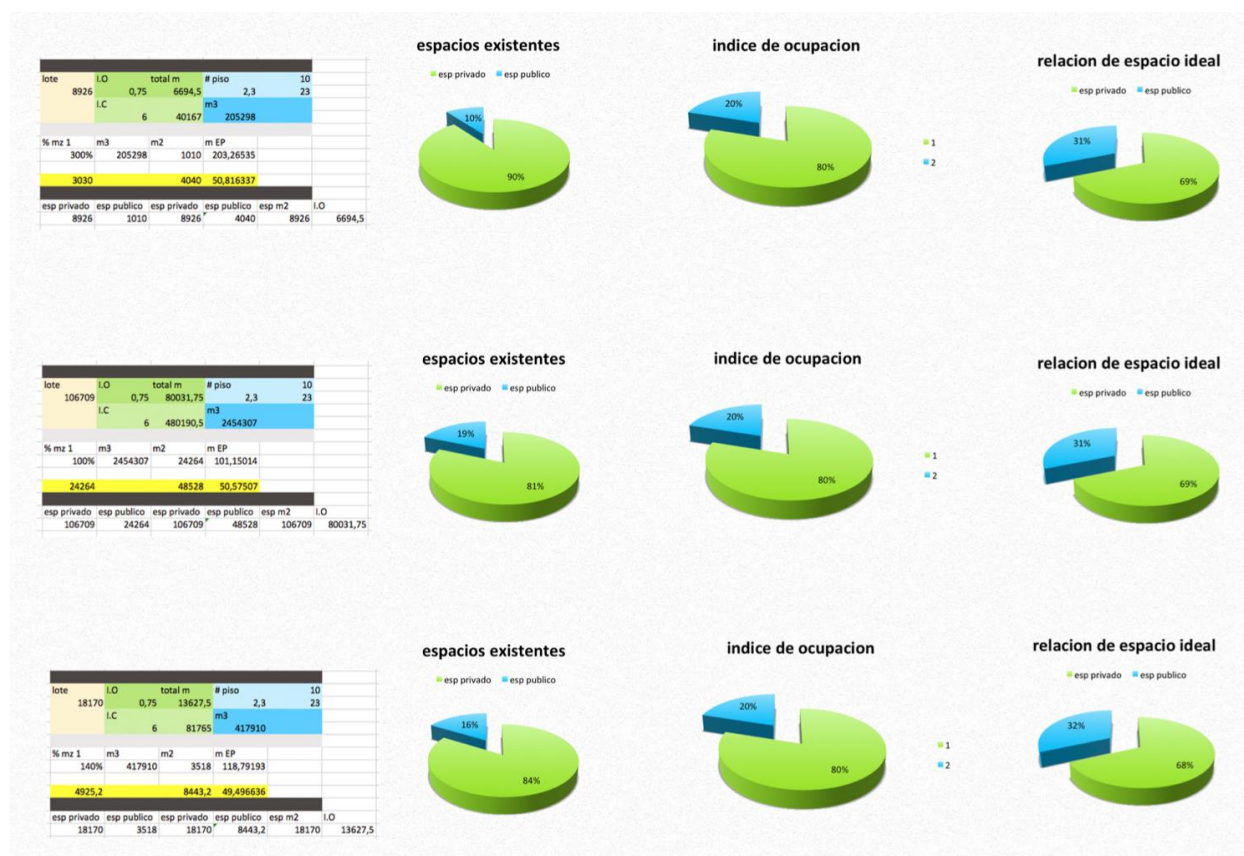 espacios existentes
esp privado esp publico
10%
90%
indice de ocupacion
20%
80%
1
2
relacion de espacio ideal
esp privado esp publico
31%
69%
lote I.O total m # piso 10
8926 0,75 6694,5 2,3 23
I.C m3
6 40167 205298
% mz 1 m3 m2 m EP
300% 205298 1010 203,26535
3030 4040 50,816337
esp privado esp publico esp privado esp publico esp m2 I.O
8926 1010 8926 4040 8926 6694,5
espacios existentes
esp privado esp publico
19%
81%
indice de ocupacion
20%
80%
1
2
relacion de espacio ideal
esp privado esp publico
31%
69%
lote I.O total m # piso 10
106709 0,75 80031,75 2,3 23
I.C m3
6 480190,5 2454307
% mz 1 m3 m2 m EP
100% 2454307 24264 101,15014
24264 48528 50,57507
esp privado esp publico esp privado esp publico esp m2 I.O
106709 24264 106709 48528 106709 80031,75
espacios existentes
esp privado esp publico
16%
84%
indice de ocupacion
20%
80%
1
2
relacion de espacio ideal
esp privado esp publico
32%
68%
lote I.O total m # piso 10
18170 0,75 13627,5 2,3 23
I.C m3
6 81765 417910
% mz 1 m3 m2 m EP
140% 417910 3518 118,79193
4925,2 8443,2 49,496636
esp privado esp publico esp privado esp publico esp m2 I.O
18170 3518 18170 8443,2 18170 13627,5